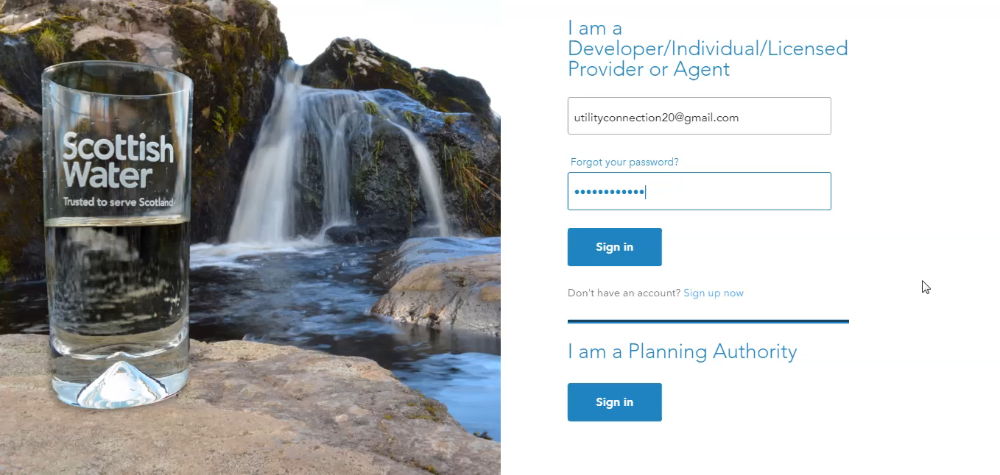 Scottish
Water
Trusted to serve Scotland
I am a
Developer/Individual/Licensed
Provider or Agent
utilityconnection20@gmail.com
Forgot your password?
••••••••••••
Sign in
Don't have an account? Sign up now
I am a Planning Authority
Sign in